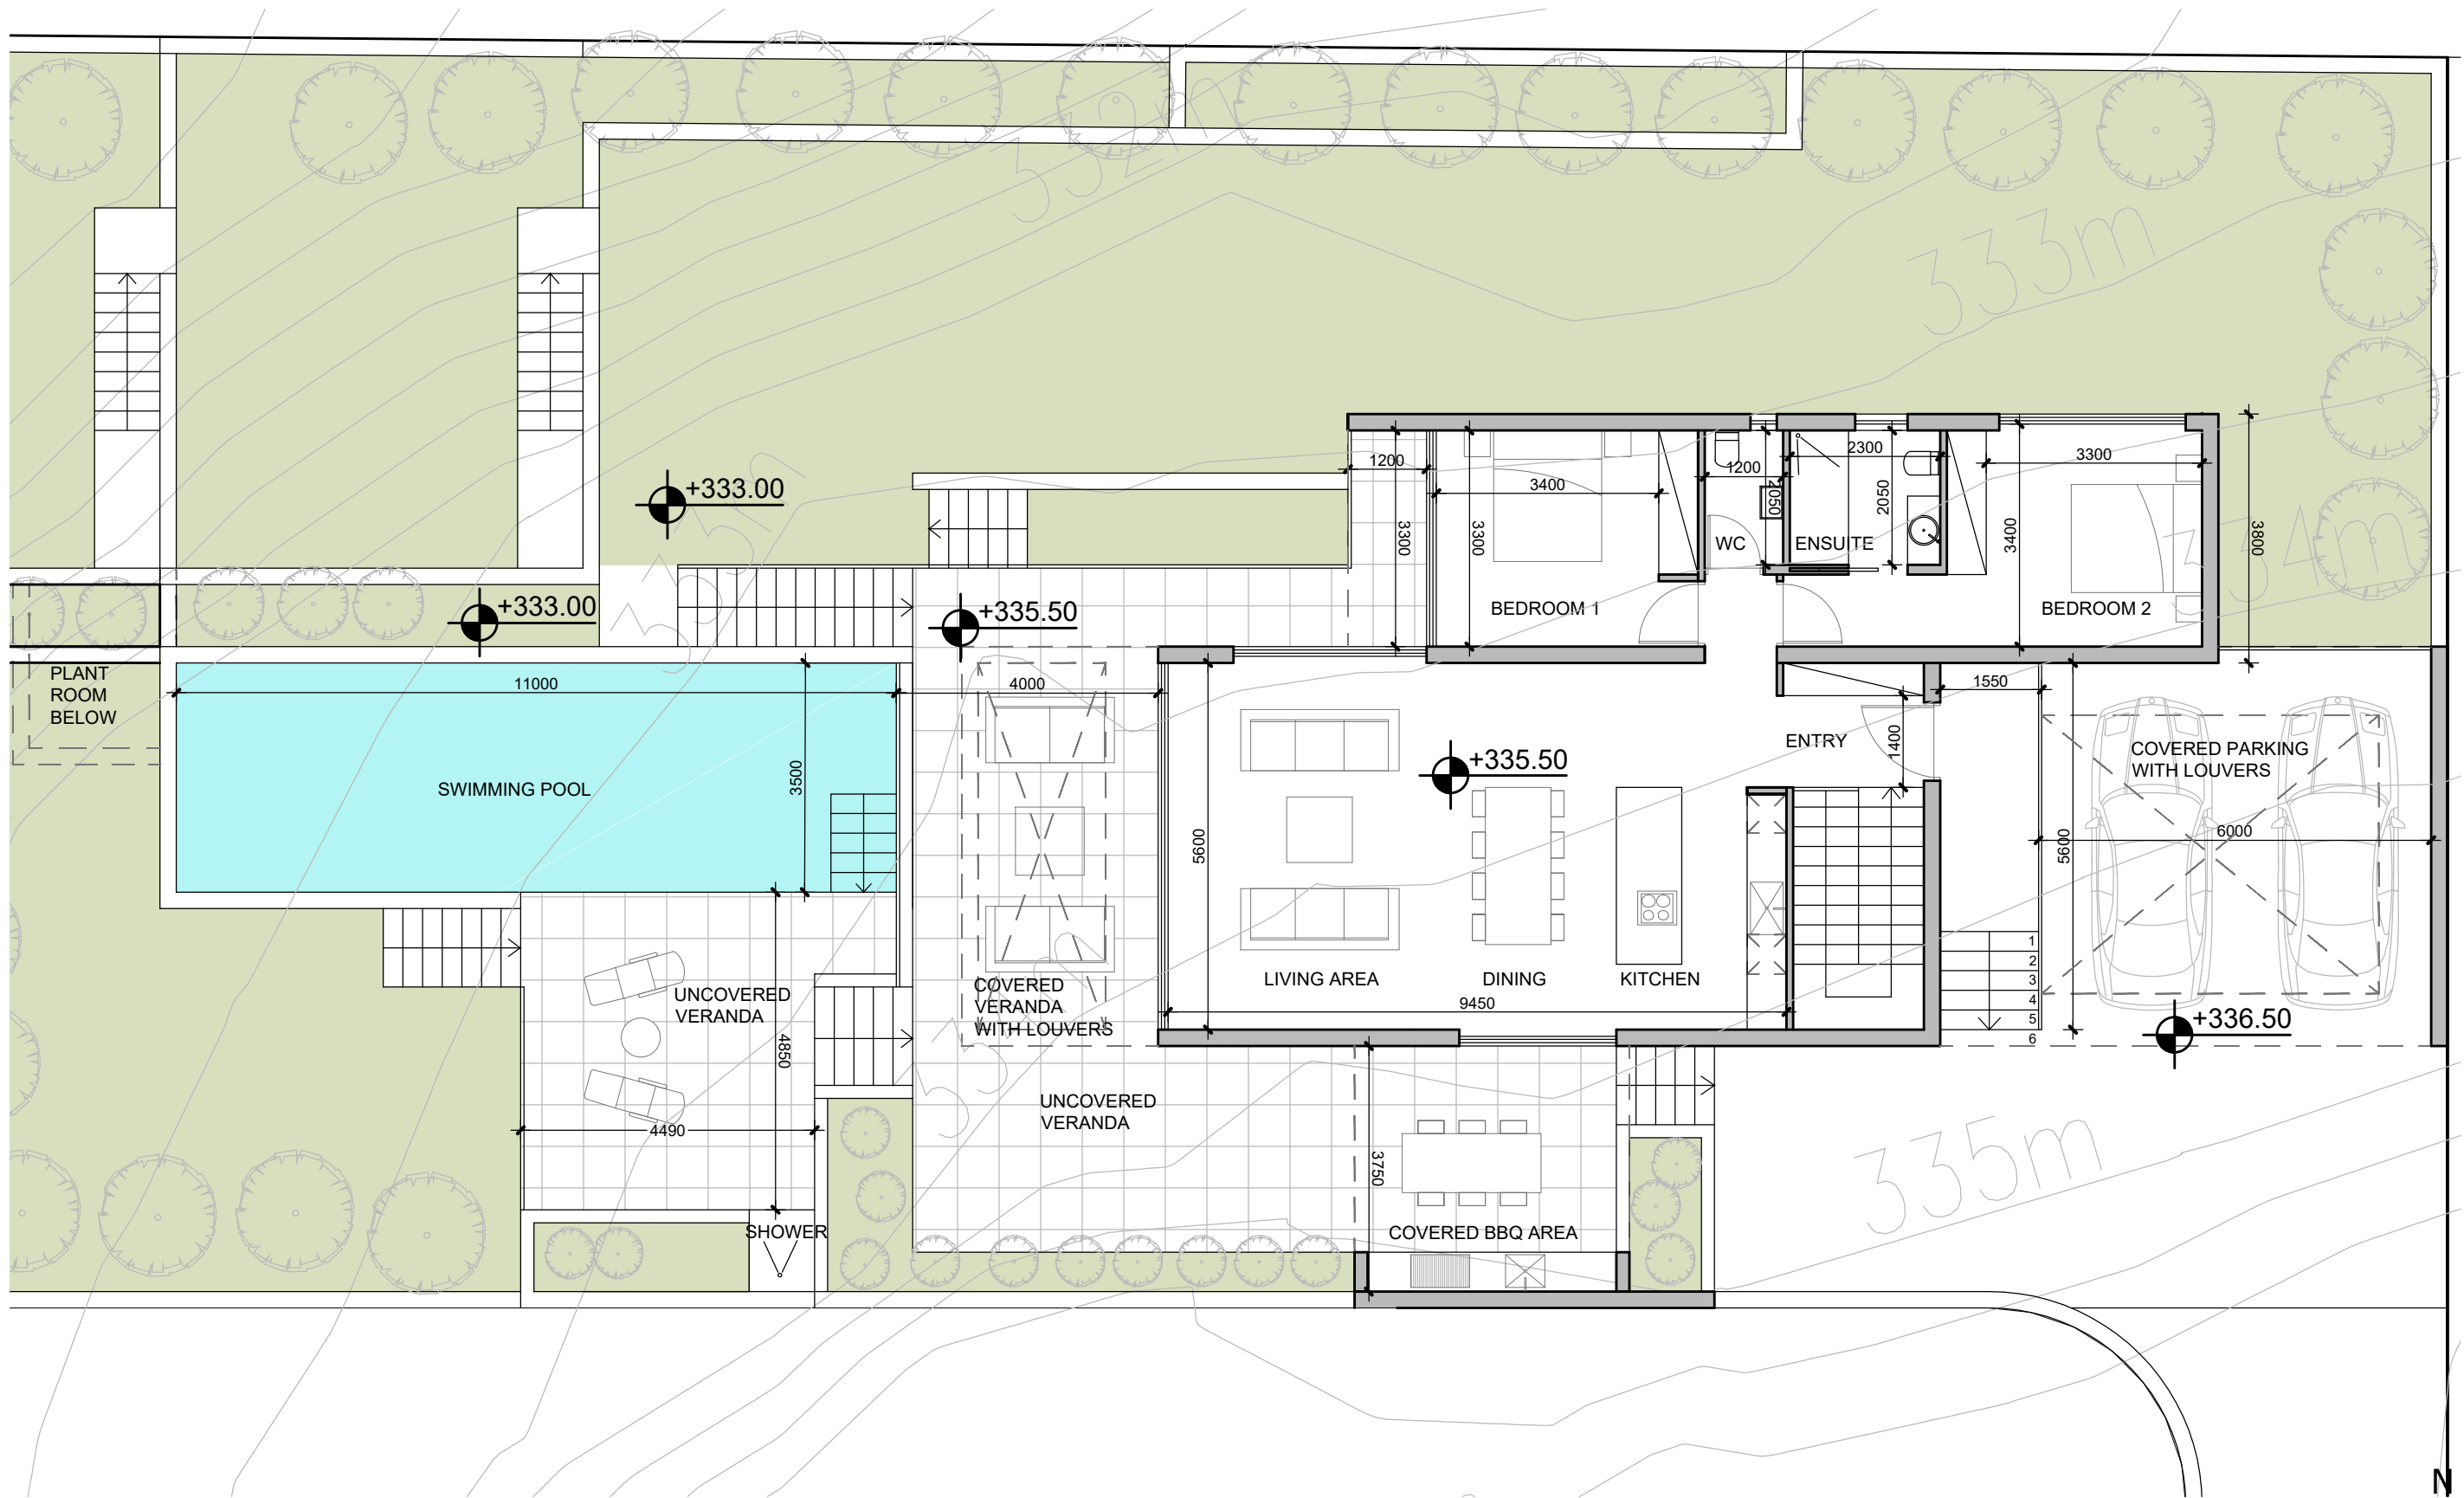 332m
333m
1200
3400
1200
2300
3300
+333.00
3300
3300
2050
2050
3400
3800
334m
WC
ENSUITE
335m
+333.00
+335.50
BEDROOM 1
BEDROOM 2
PLANT
ROOM
BELOW
11000
4000
1550
3500
SWIMMING POOL
+335.50
ENTRY
1400
COVERED PARKING
WITH LOUVERS
5600
5600
6000
1
2
3
4
5
6
LIVING AREA
DINING
KITCHEN
9450
UNCOVERED
VERANDA
COVERED
VERANDA
WITH LOUVERS
+336.50
4850
4490
UNCOVERED
VERANDA
3750
335m
SHOWER
COVERED BBQ AREA
N